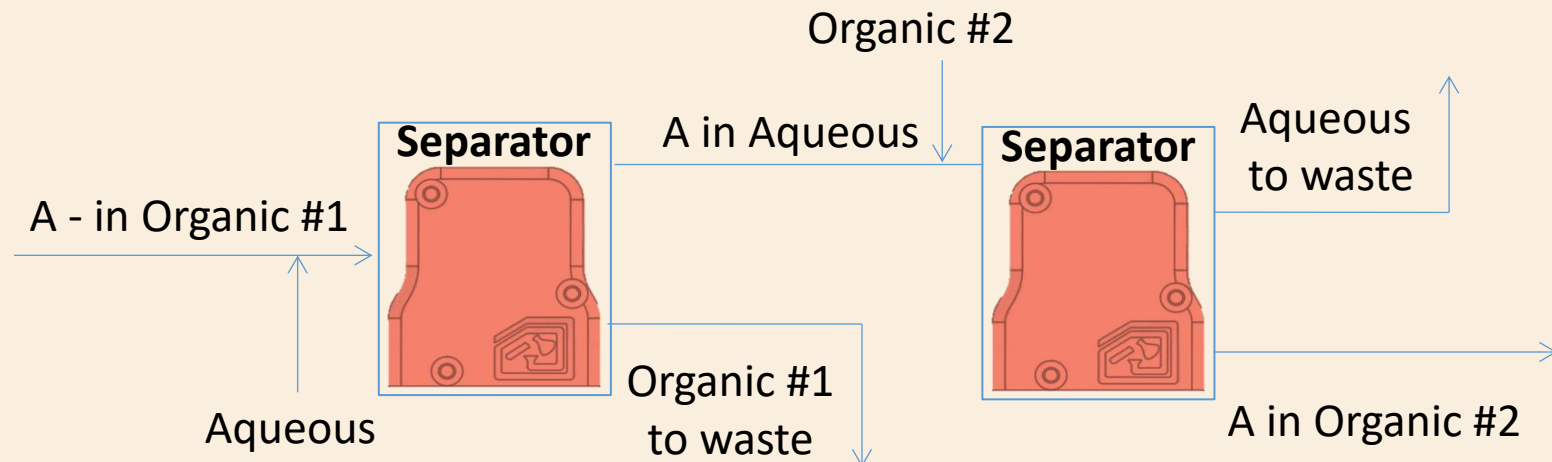 Organic #2
Separator
A in Aqueous
Separator
Aqueous
to waste
A - in Organic #1
Organic #1
to waste
Aqueous
A in Organic #2